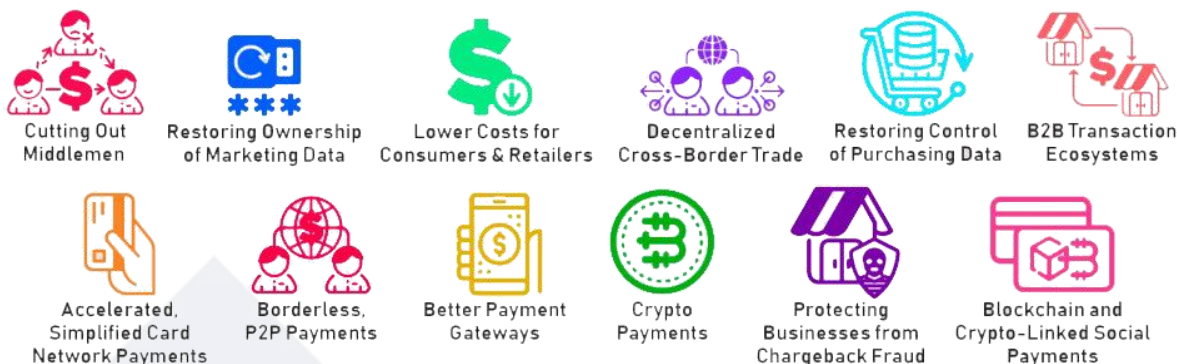 Cutting Out
Middlemen
Restoring Ownership
of Marketing Data
Lower Costs for
Consumers & Retailers
Decentralized
Cross-Border Trade
Restoring Control
of Purchasing Data
B2B Transaction
Ecosystems
Accelerated,
Simplified Card
Network Payments
Borderless,
P2P Payments
Better Payment
Gateways
Crypto
Payments
Protecting
Businesses from
Chargeback Fraud
Blockchain and
Crypto-Linked Social
Payments